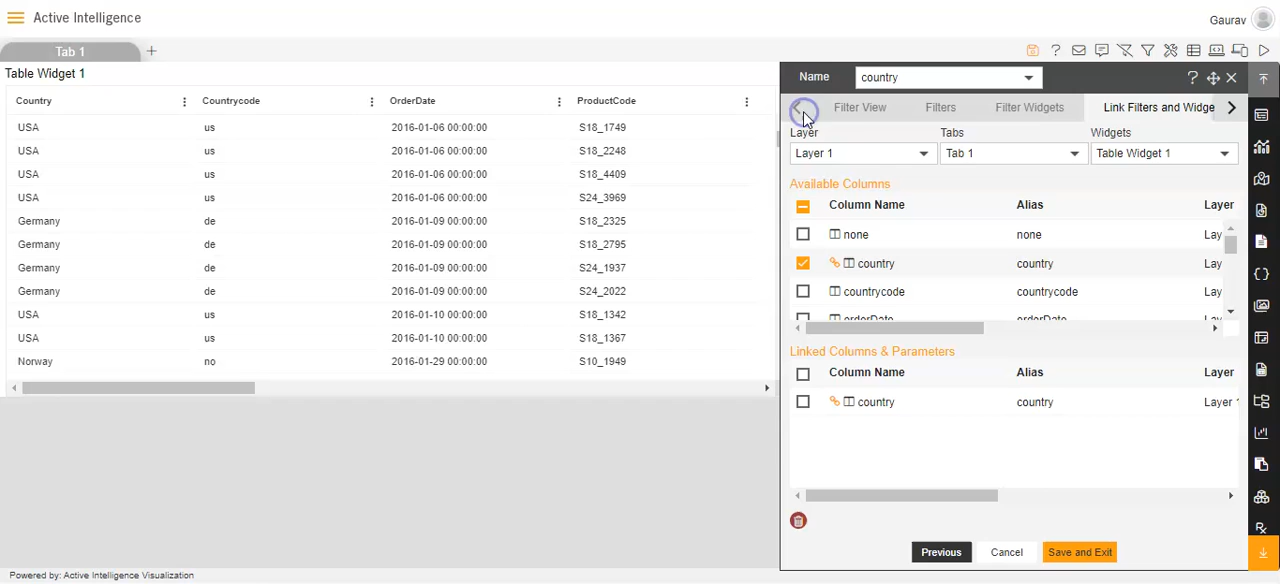 Active Intelligence
Gaurav
Tab 1 +
Table Widget 1
Country Countrycode OrderDate ProductCode
USA us 2016-01-06 00:00:00 S18_1749
USA us 2016-01-06 00:00:00 S18_2248
USA us 2016-01-06 00:00:00 S18_4409
USA us 2016-01-06 00:00:00 S24_3969
Germany de 2016-01-09 00:00:00 S18_2325
Germany de 2016-01-09 00:00:00 S18_2795
Germany de 2016-01-09 00:00:00 S24_1937
Germany de 2016-01-09 00:00:00 S24_2022
USA us 2016-01-10 00:00:00 S18_1342
USA us 2016-01-10 00:00:00 S18_1367
Norway no 2016-01-29 00:00:00 S10_1949
Name country
Filter View Filters Filter Widgets Link Filters and Widge
Layer Tabs Widgets
Layer 1 Tab 1 Table Widget 1
Available Columns
Column Name Alias Layer
none none Lay
country country Lay
countrycode countrycode Lay
orderDate orderDate Lay
Linked Columns & Parameters
Column Name Alias Layer
country country Layer 1
Previous Cancel Save and Exit
Powered by: Active Intelligence Visualization